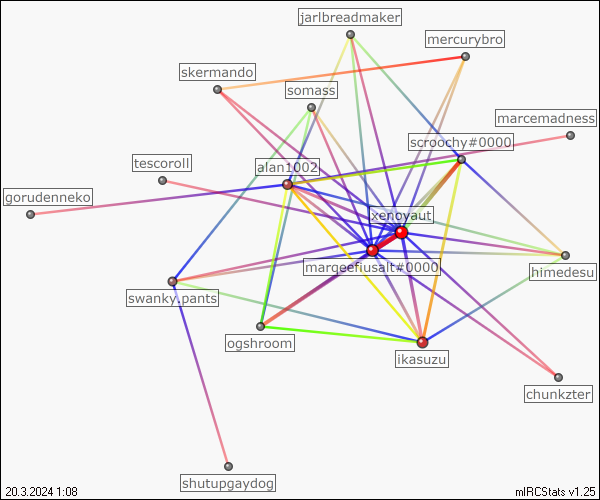 jarlbreadmaker
mercurybro
skermando
somass
marcemadness
scroochy#0000
tescoroll
alan1002
gorudenneko
xenoyaut
marqeefiusalt#0000
himedesu
swanky.pants
ogshroom
ikasuzu
chunkzter
shutupgaydog
20.3.2024 1:08
mIRCStats v1.25